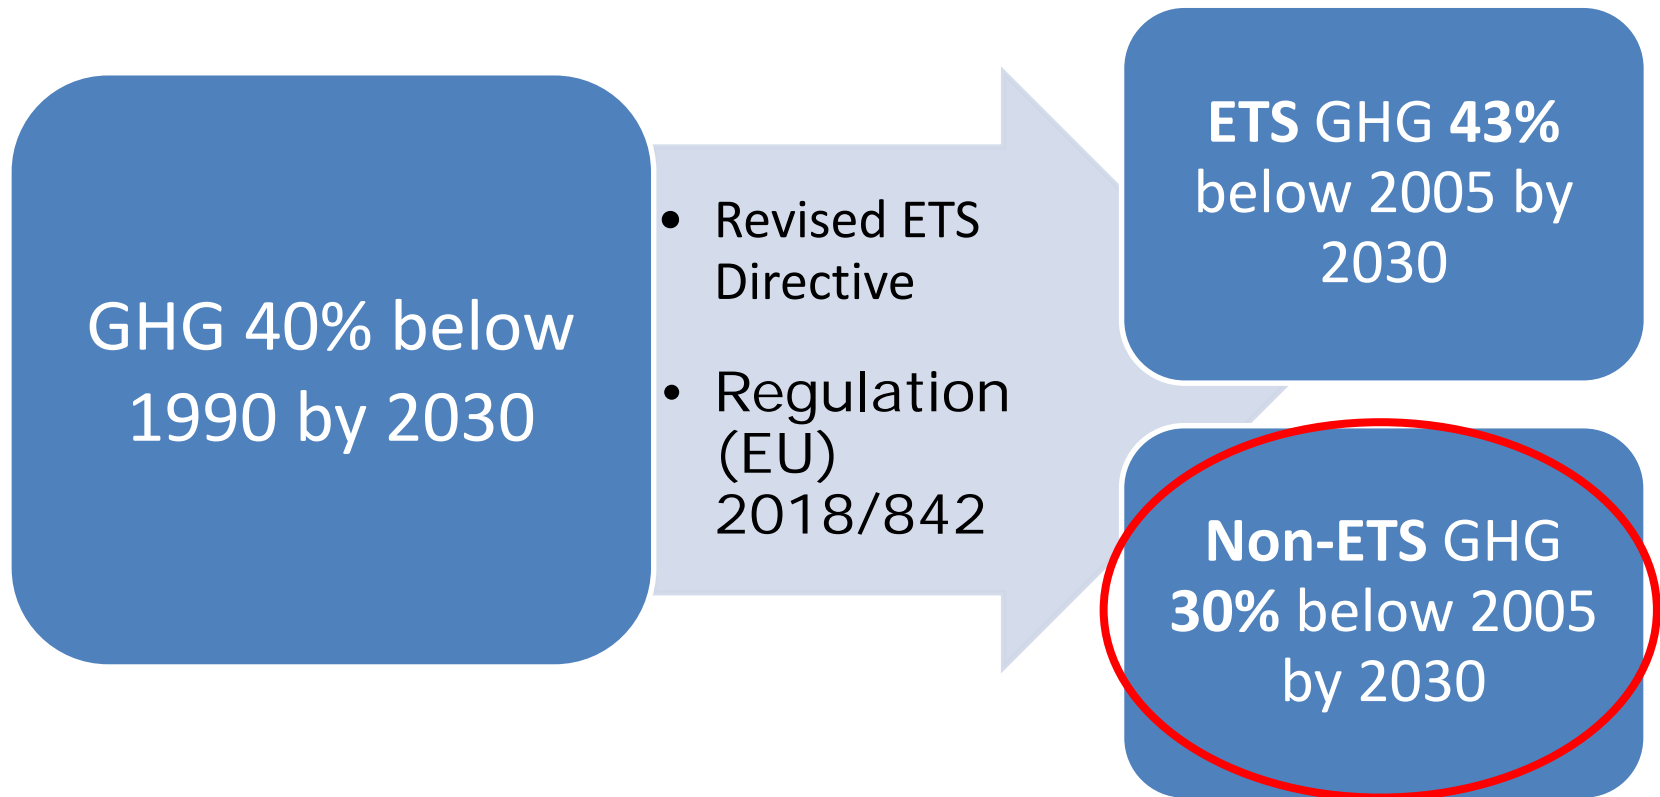 GHG 40% below
1990 by 2030
• Revised ETS
Directive
• Regulation
(EU)
2018/842
ETS GHG 43%
below 2005 by
2030
Non-ETS GHG
30% below 2005
by 2030